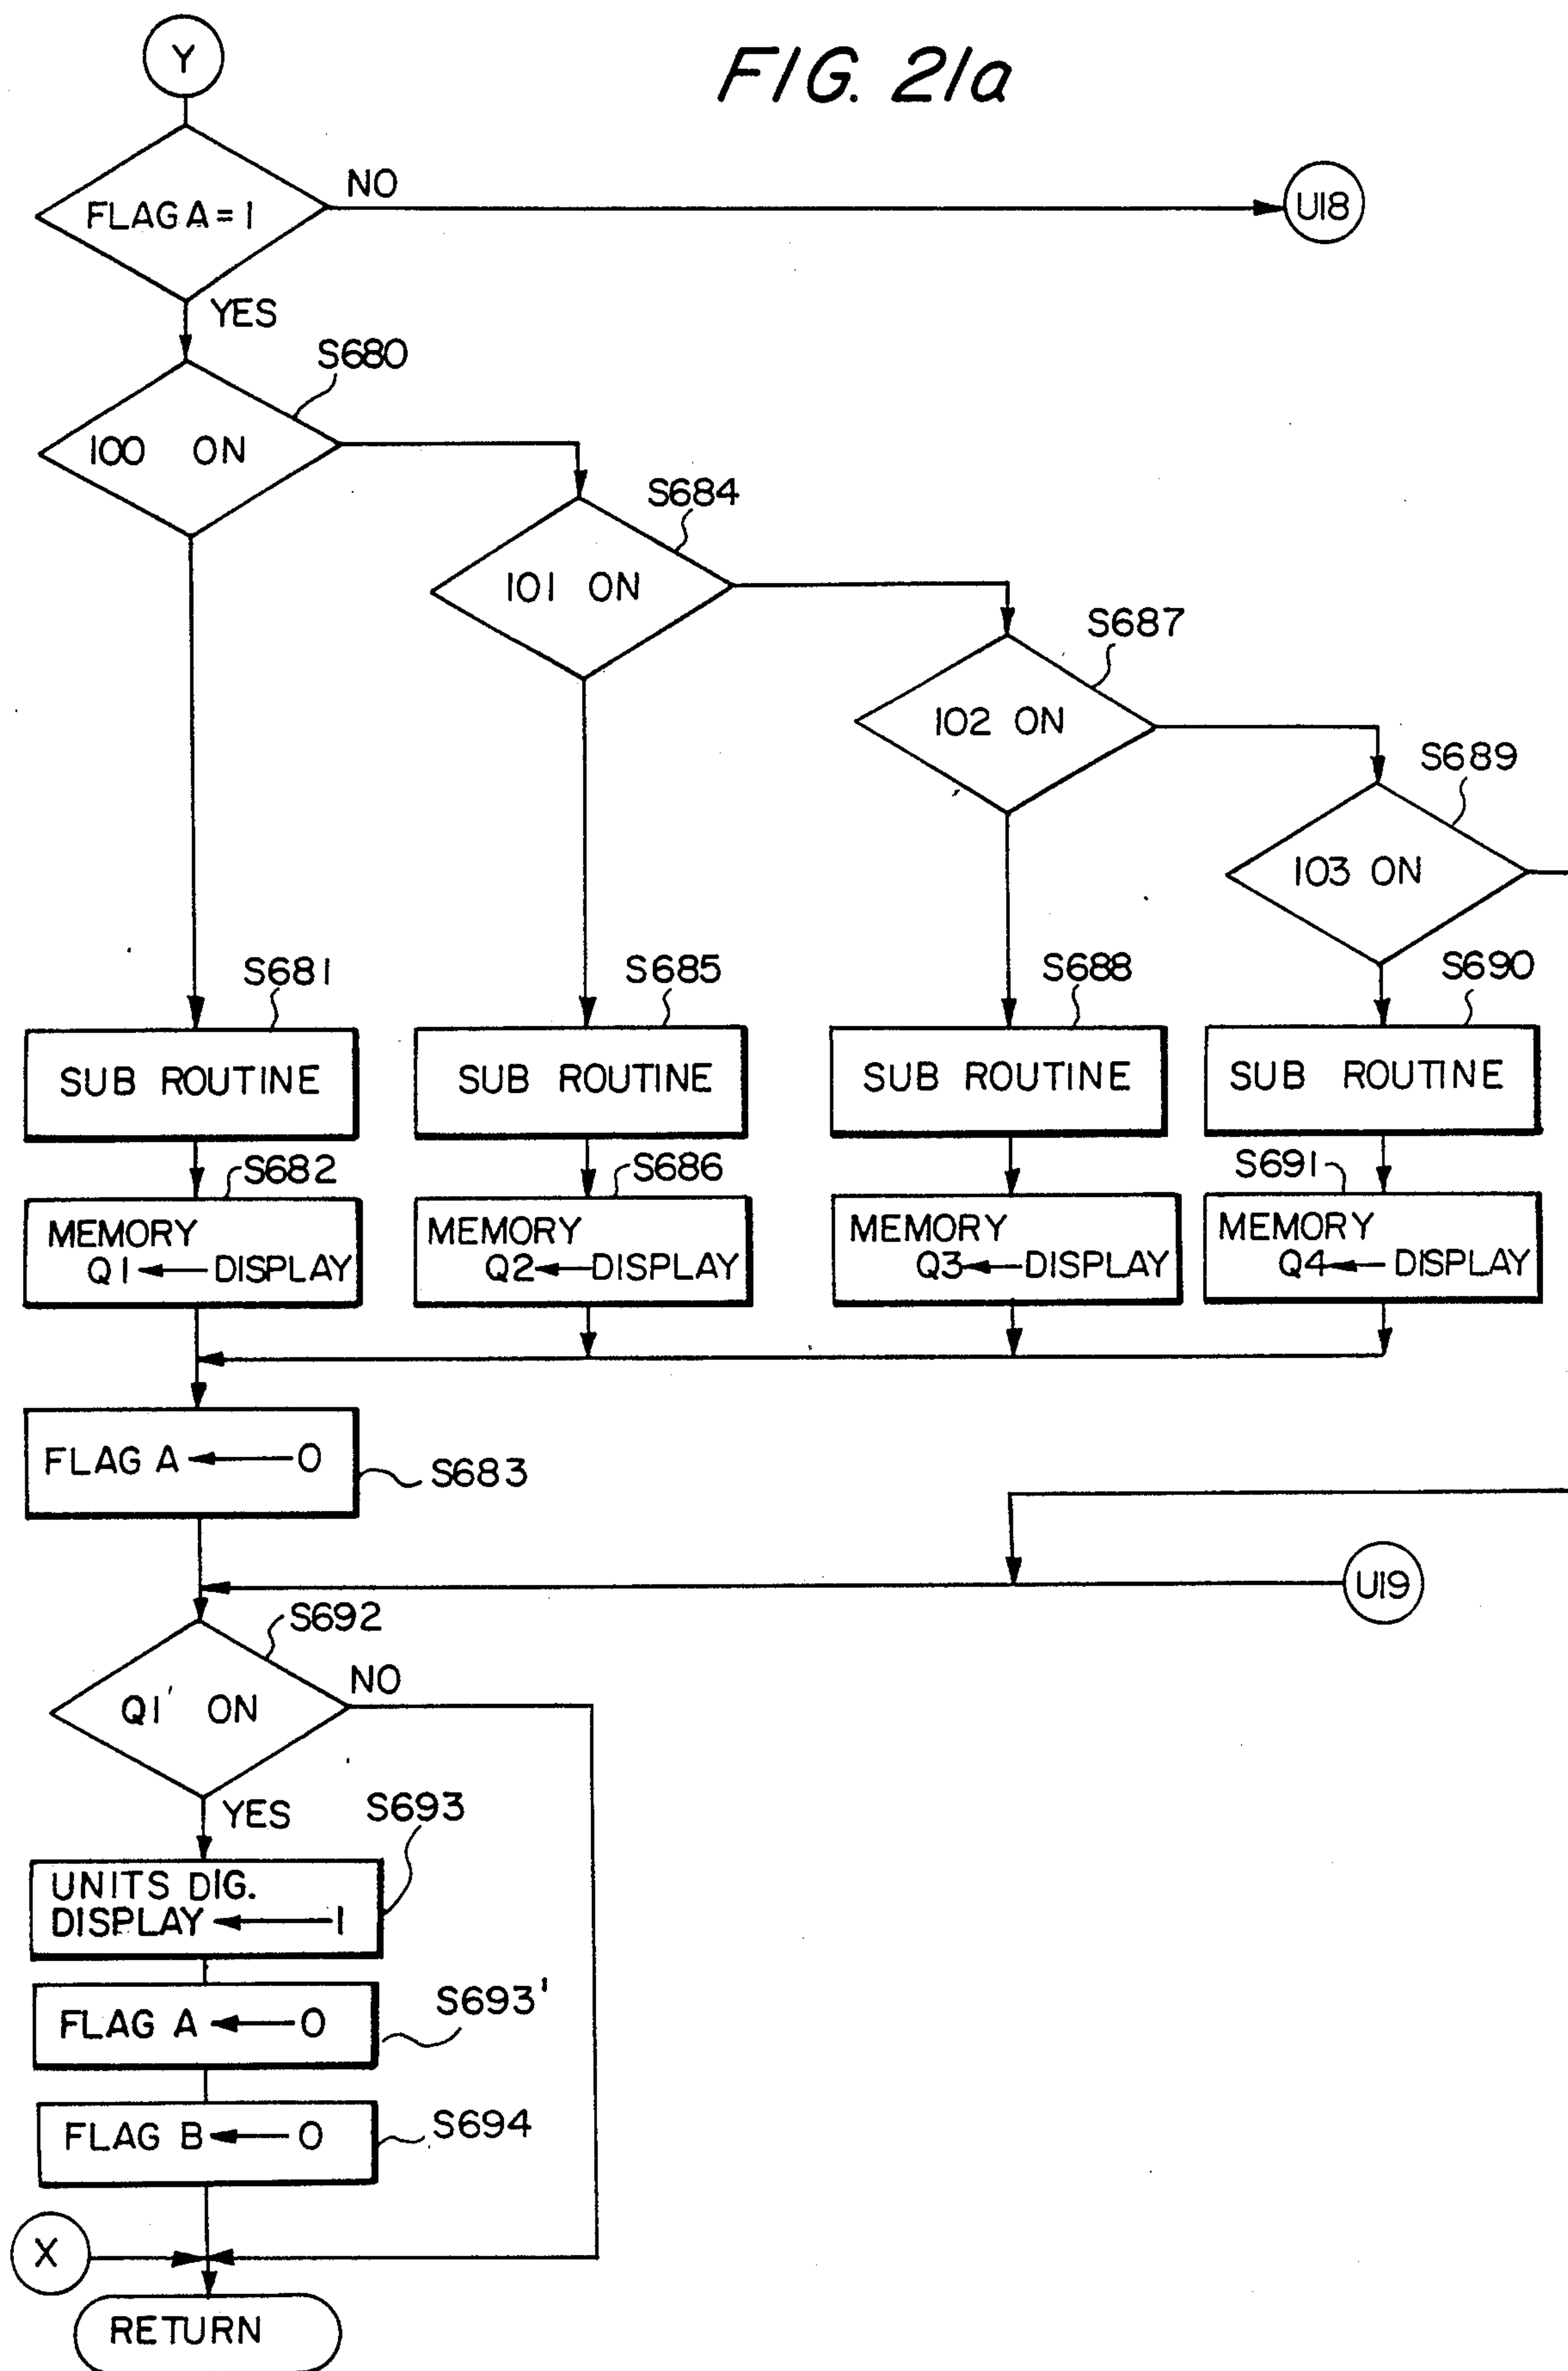 FIG. 21a
Y
FLAG A = 1
NO
U18
YES
S680
100 ON
S684
101 ON
S687
102 ON
S689
103 ON
S681
S685
S688
S690
SUB ROUTINE
SUB ROUTINE
SUB ROUTINE
SUB ROUTINE
S682
S686
S691
MEMORY
Q1 ← DISPLAY
MEMORY
Q2 ← DISPLAY
MEMORY
Q3 ← DISPLAY
MEMORY
Q4 ← DISPLAY
FLAG A ← 0
S683
U19
S692
Q1' ON
NO
YES
S693
UNITS DIG.
DISPLAY ← 1
FLAG A ← 0
S693'
FLAG B ← 0
S694
X
RETURN